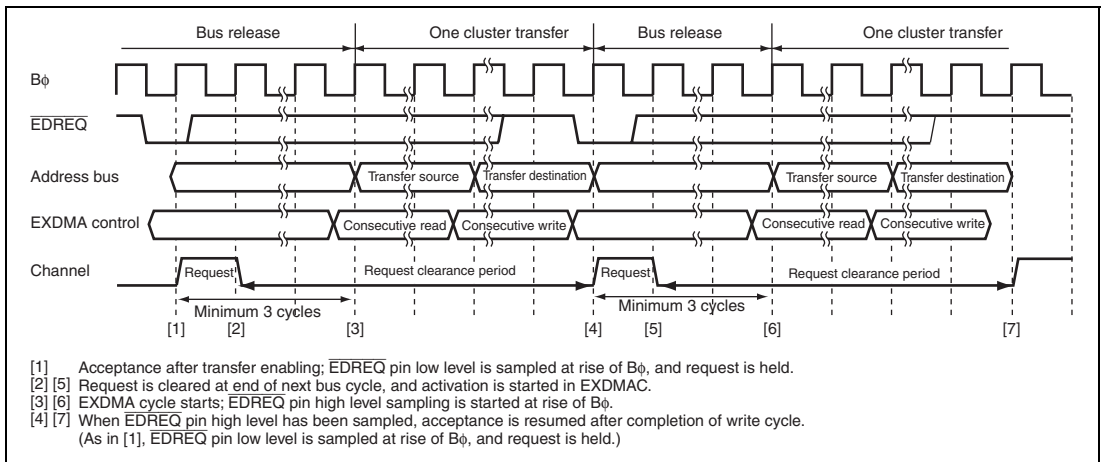 Bus release One cluster transfer Bus release One cluster transfer
Bϕ
EDREQ
Address bus Transfer source Transfer destination Transfer source Transfer destination
EXDMA control Consecutive read Consecutive write Consecutive read Consecutive write
Channel Request Request clearance period Request Request clearance period
Minimum 3 cycles Minimum 3 cycles
[1] [2] [3] [4] [5] [6] [7]
[1] Acceptance after transfer enabling; EDREQ pin low level is sampled at rise of Bϕ, and request is held.
[2] [5] Request is cleared at end of next bus cycle, and activation is started in EXDMAC.
[3] [6] EXDMA cycle starts; EDREQ pin high level sampling is started at rise of Bϕ.
[4] [7] When EDREQ pin high level has been sampled, acceptance is resumed after completion of write cycle.
(As in [1], EDREQ pin low level is sampled at rise of Bϕ, and request is held.)